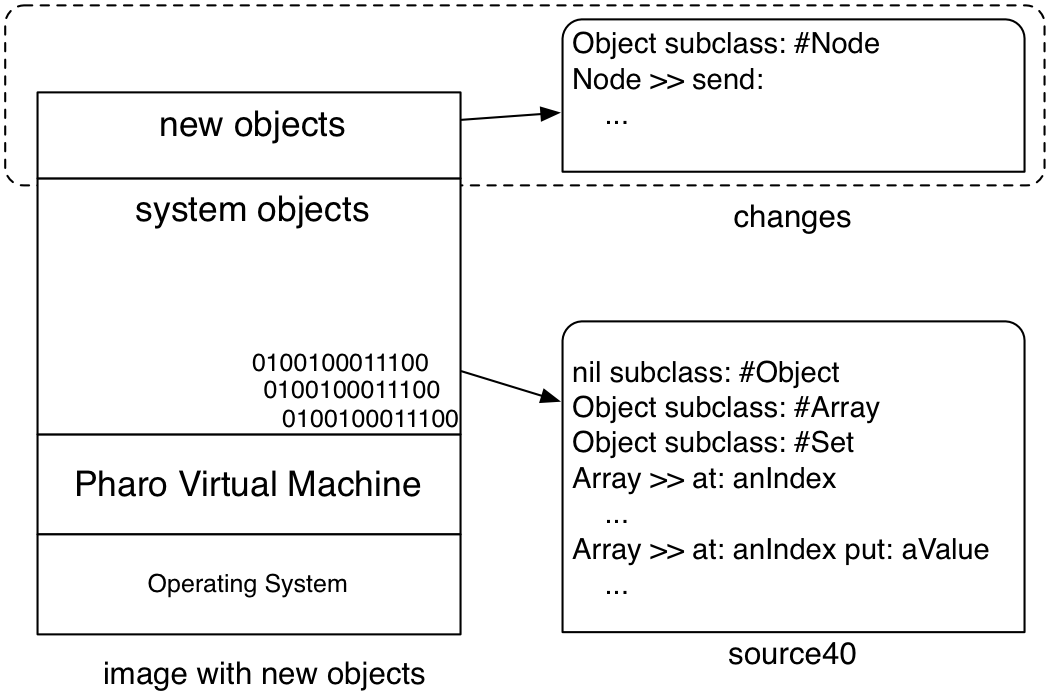 new objects
system objects
0100100011100
0100100011100
0100100011100
Pharo Virtual Machine
Operating System
image with new objects
Object subclass: #Node
Node >> send:
...
changes
nil subclass: #Object
Object subclass: #Array
Object subclass: #Set
Array >> at: anIndex
...
Array >> at: anIndex put: aValue
...
source40